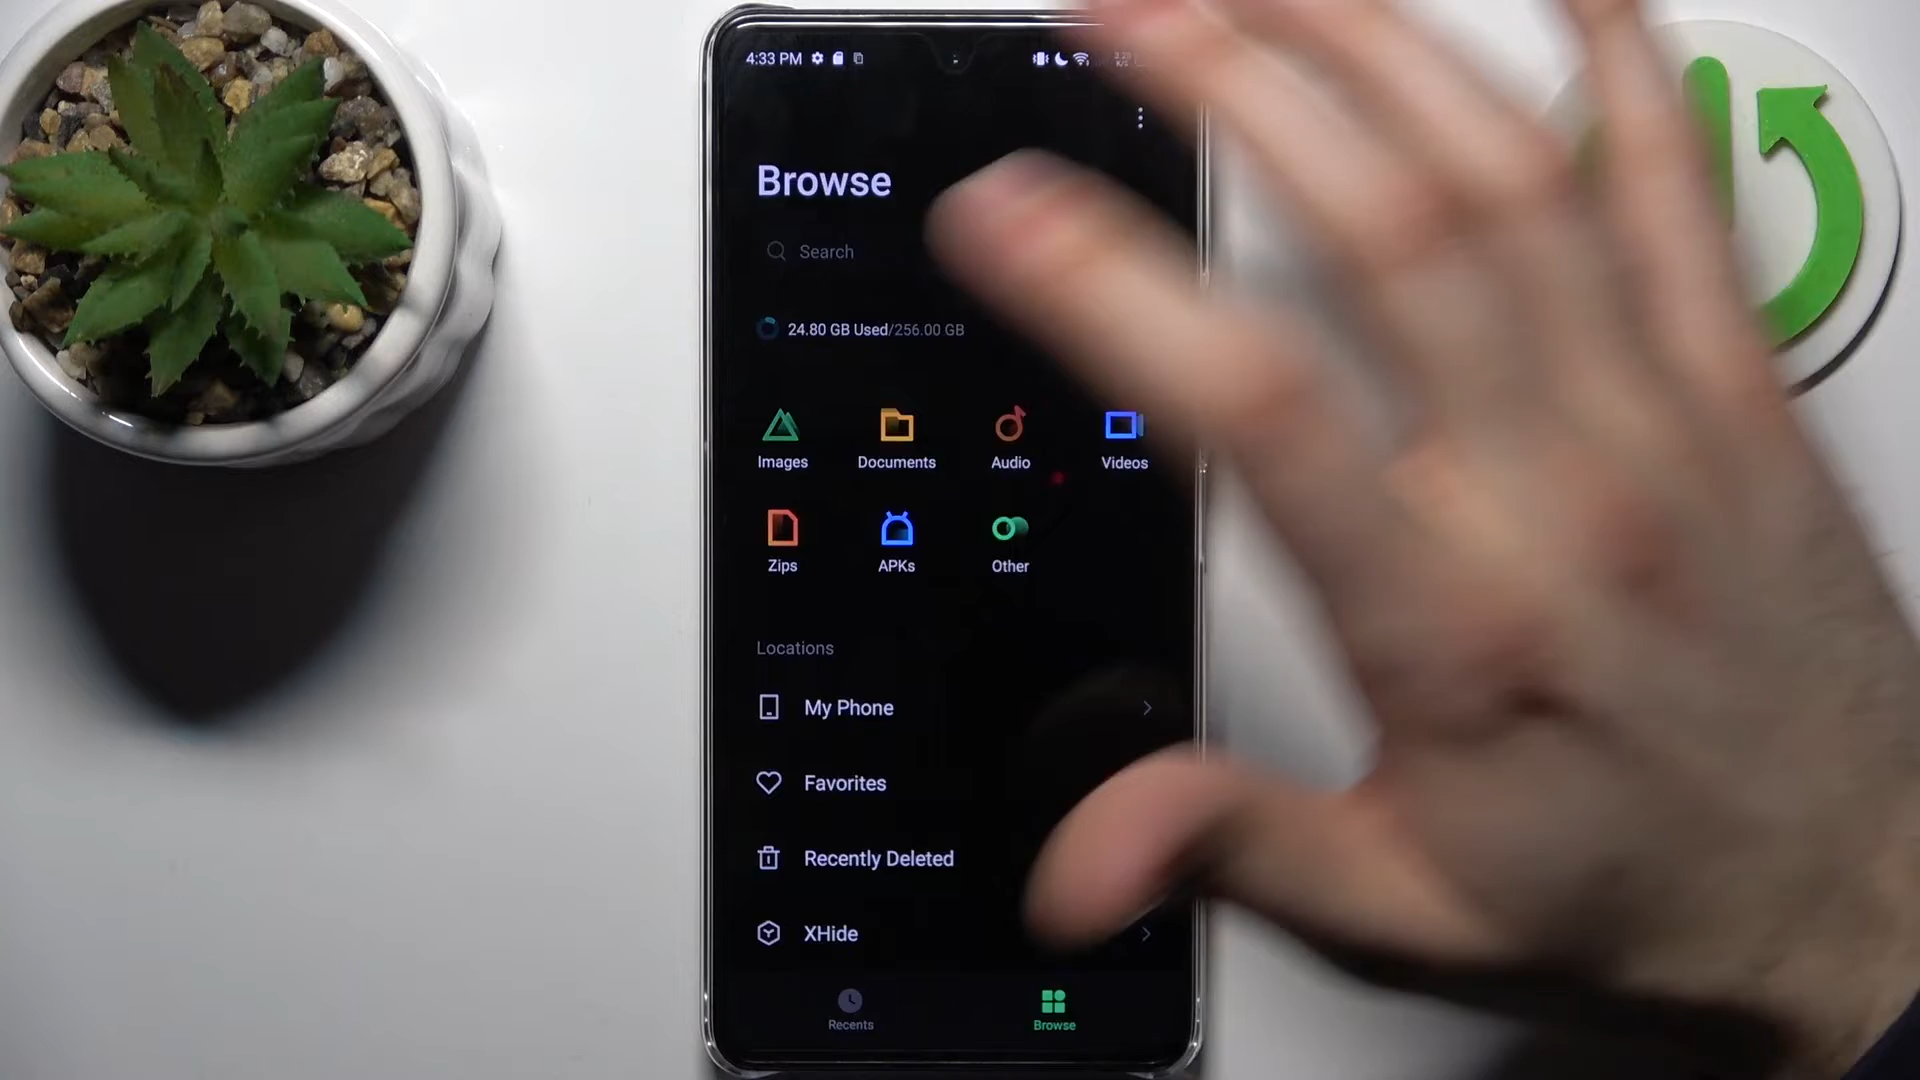 4:33 PM
Browse
Search
24.80 GB Used/256.00 GB
Images
Documents
Audio
Videos
Zips
APKs
Other
Locations
My Phone
Favorites
Recently Deleted
XHide
Recents
Browse